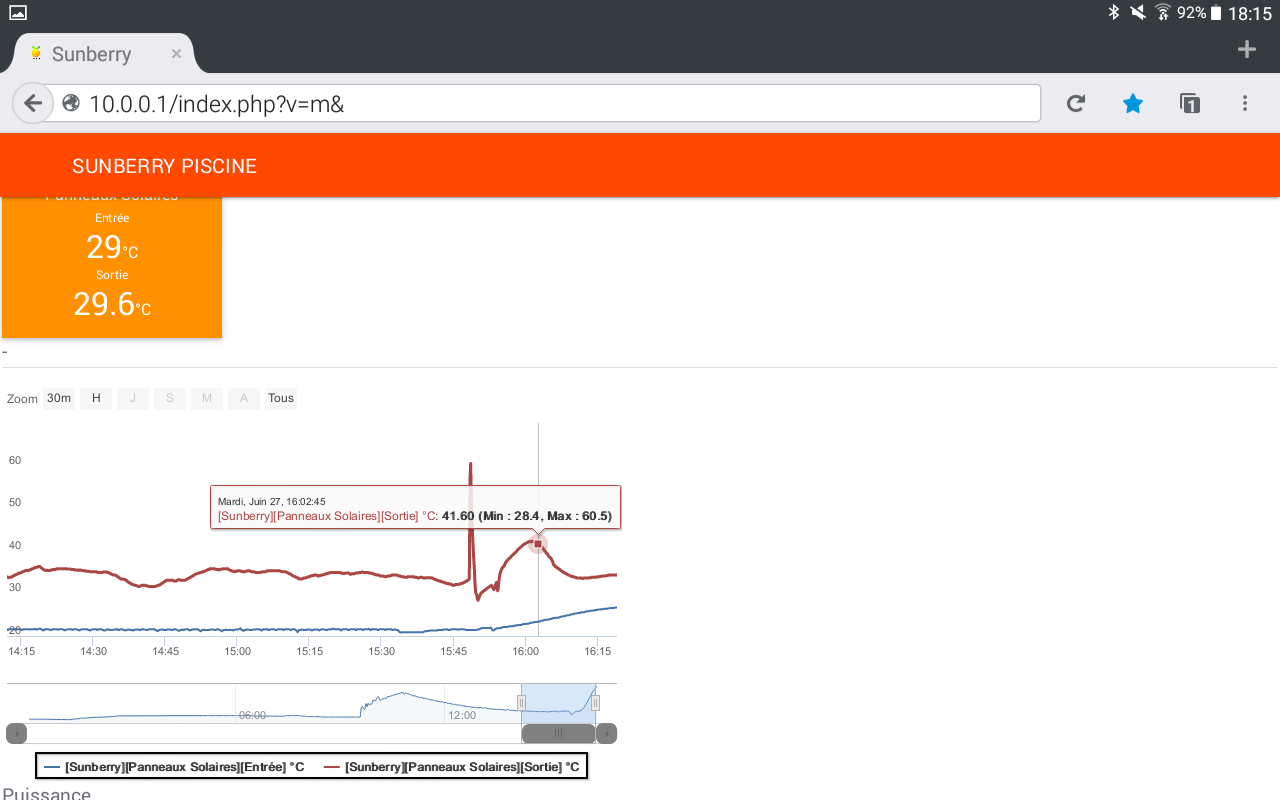 92% 18:15
Sunberry
10.0.0.1/index.php?v=m&
1
SUNBERRY PISCINE
Panneaux Solaires
Entrée
29°C
Sortie
29.6°C
-
Zoom 30m H J S M A Tous
60
50
40
30
20
Mardi, Juin 27, 16:02:45
[Sunberry][Panneaux Solaires][Sortie] °C: 41.60 (Min : 28.4, Max : 60.5)
14:15 14:30 14:45 15:00 15:15 15:30 15:45 16:00 16:15
06:00 12:00
[Sunberry][Panneaux Solaires][Entrée] °C [Sunberry][Panneaux Solaires][Sortie] °C
Puissance